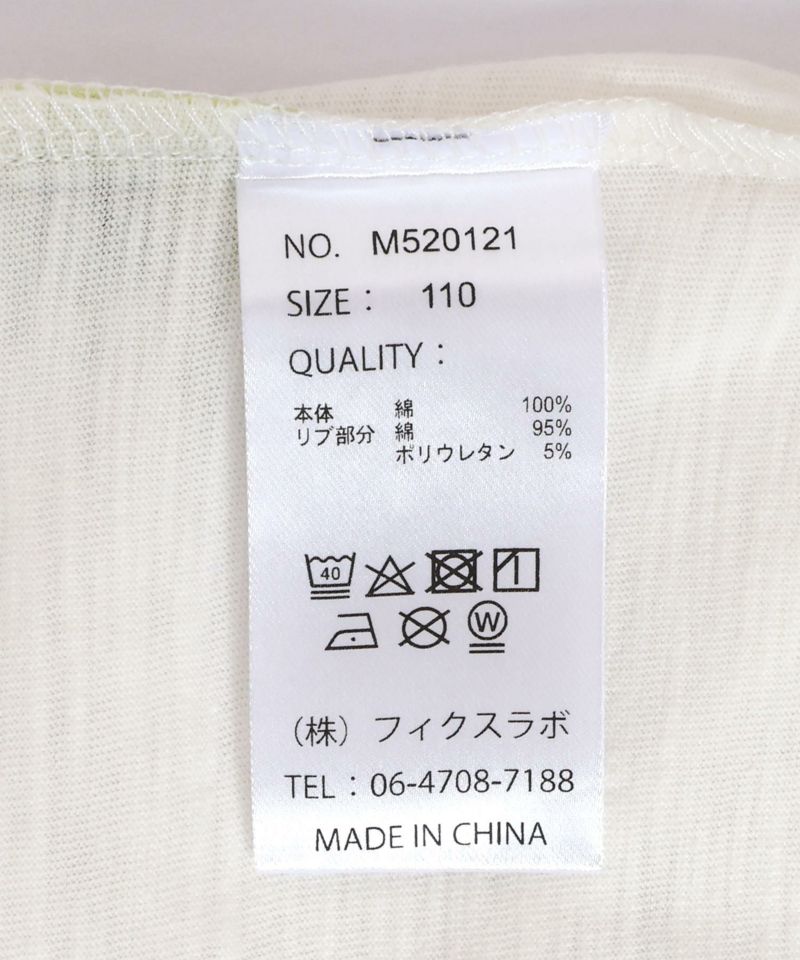 NO. M520121
SIZE： 110
QUALITY：
本体 綿 100%
リブ部分 綿 95%
ポリウレタン 5%
40
W
（株）フィクスラボ
TEL：06-4708-7188
MADE IN CHINA